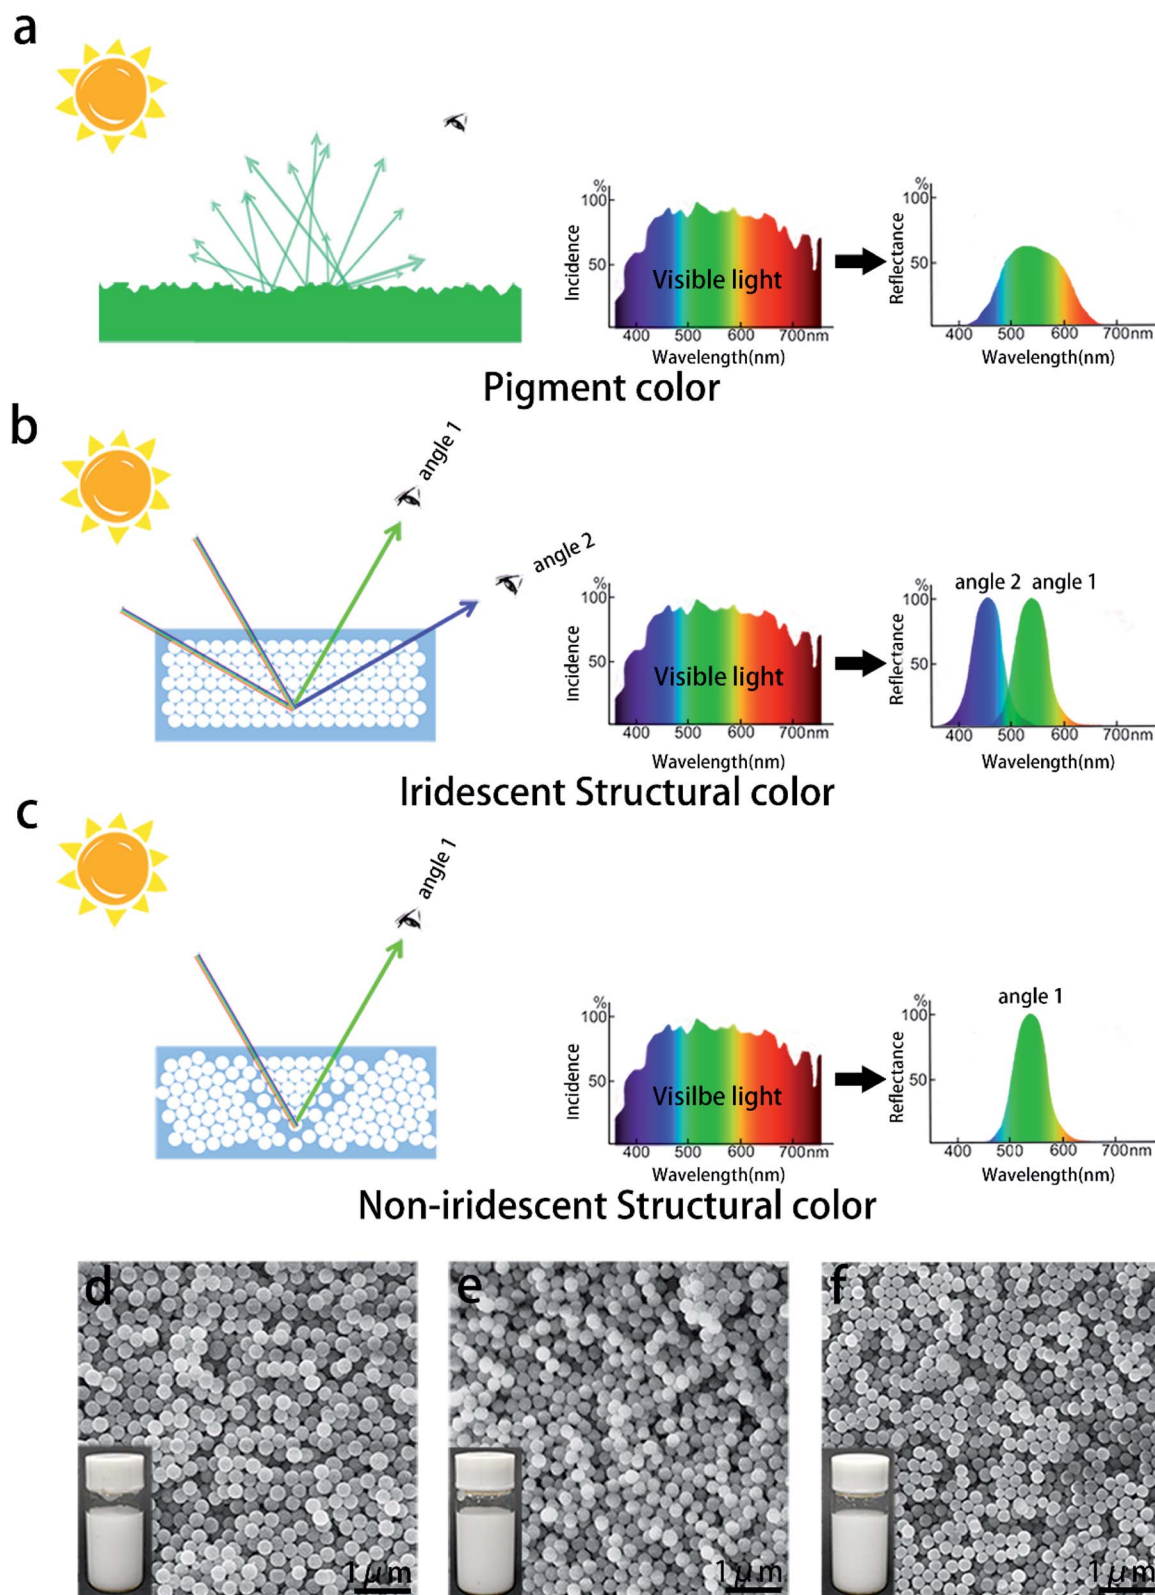 a
%
100
50
Incidence
Visible light
400 500 600 700nm
Wavelength(nm)
%
100
50
Reflectance
400 500 600 700nm
Wavelength(nm)
Pigment color
b
angle 1
angle 2
%
100
50
Incidence
Visible light
400 500 600 700nm
Wavelength(nm)
%
angle 2 angle 1
100
50
Reflectance
400 500 600 700nm
Wavelength(nm)
Iridescent Structural color
c
angle 1
%
100
50
Incidence
Visilbe light
400 500 600 700nm
Wavelength(nm)
%
angle 1
100
50
Reflectance
400 500 600 700nm
Wavelength(nm)
Non-iridescent Structural color
d
1μm
e
1μm
f
1μm